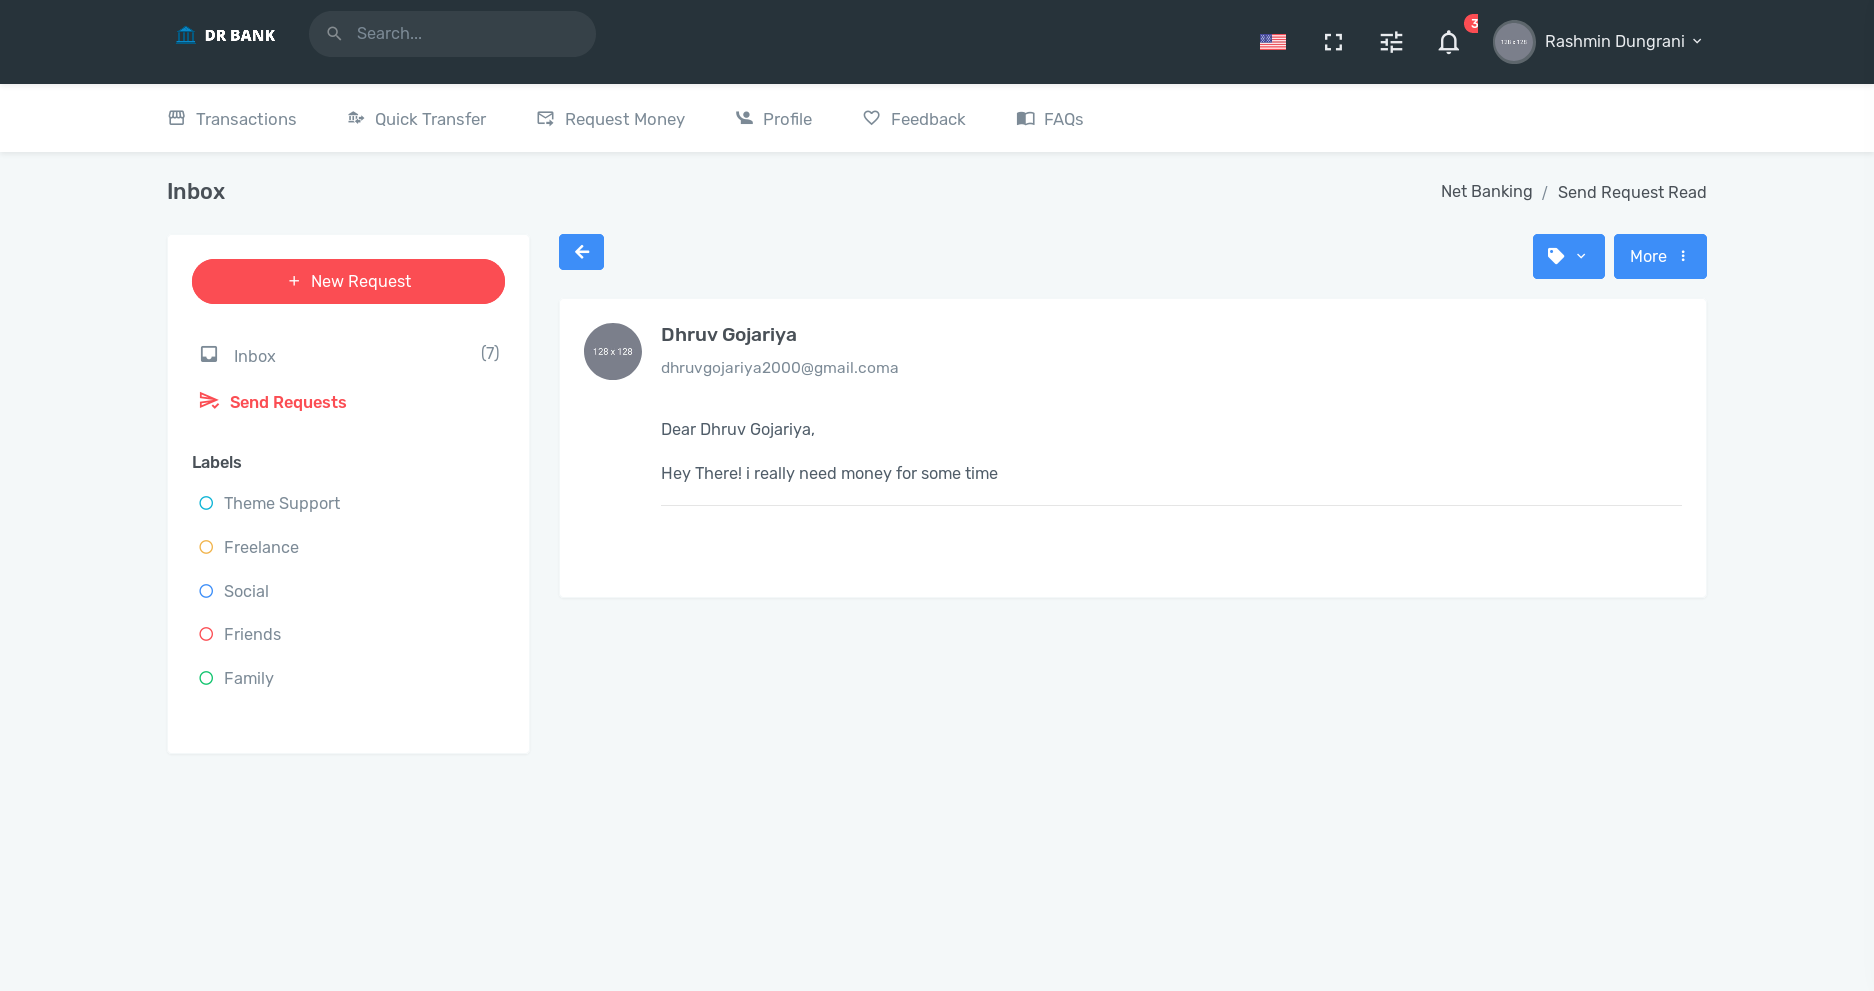 DR BANK
Search...
3
128 x 128
Rashmin Dungrani
Transactions
Quick Transfer
Request Money
Profile
Feedback
FAQs
Inbox
Net Banking / Send Request Read
+ New Request
More
Inbox (7)
Send Requests
Labels
Theme Support
Freelance
Social
Friends
Family
128 x 128
Dhruv Gojariya
dhruvgojariya2000@gmail.coma
Dear Dhruv Gojariya,
Hey There! i really need money for some time